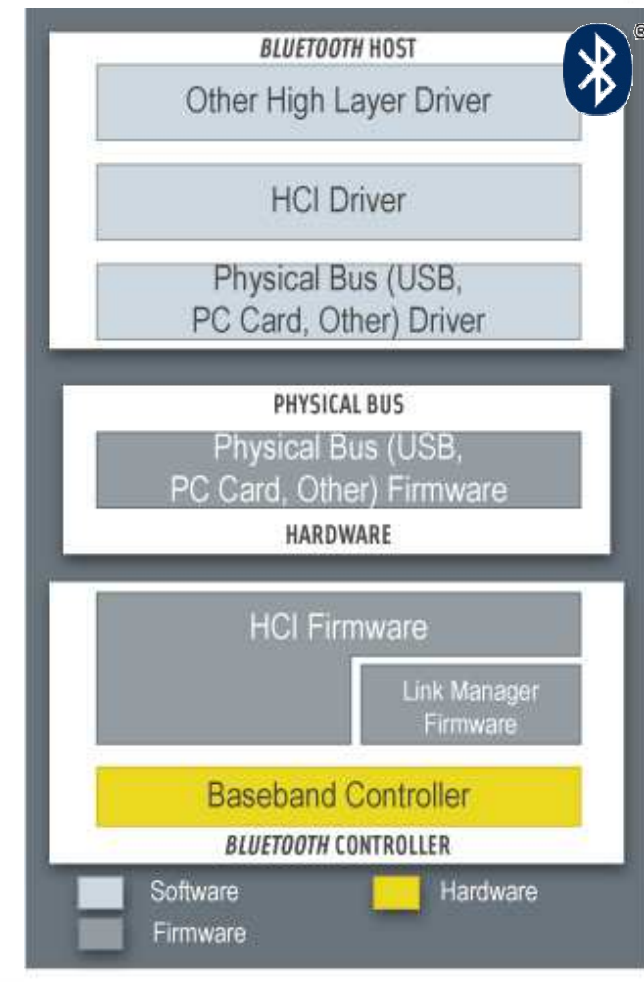 BLUETOOTH HOST
®
Other High Layer Driver
HCI Driver
Physical Bus (USB,
PC Card, Other) Driver
PHYSICAL BUS
Physical Bus (USB,
PC Card, Other) Firmware
HARDWARE
HCI Firmware
Link Manager
Firmware
Baseband Controller
BLUETOOTH CONTROLLER
Software
Hardware
Firmware